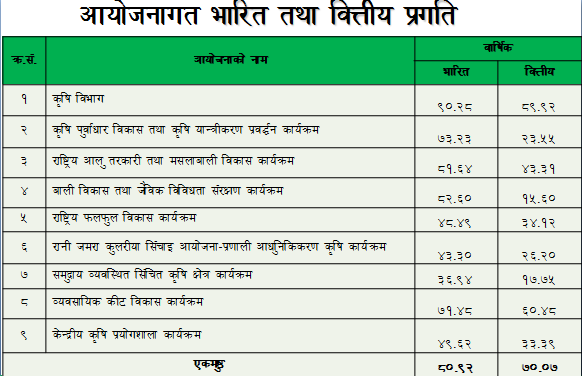 आयोजनागत भारित तथा वित्तीय प्रगति
क्र.सं. आयोजनाको नाम वार्षिक
भारित वित्तीय
१ कृषि विभाग ९०.२८ ८९.९२
२ कृषि पुर्वाधार विकास तथा कृषि यान्त्रीकरण प्रवर्द्धन कार्यक्रम ७३.२३ २३.५५
३ राष्ट्रिय आलु तरकारी तथा मसलाबाली विकास कार्यक्रम ८१.६४ ४३.३१
४ बाली विकास तथा जैविक विविधता संरक्षण कार्यक्रम ८२.६० १५.६०
५ राष्ट्रिय फलफुल विकास कार्यक्रम ४८.४९ ३४.१२
६ रानी जमरा कुलरीया सिंचाइ आयोजना-प्रणाली आधुनिकिकरण कृषि कार्यक्रम ४३.३० २६.२०
७ समुदाय व्यवस्थित सिंचित कृषि क्षेत्र कार्यक्रम ३६.९४ १७.७५
८ व्यवसायिक कीट विकास कार्यक्रम ७१.४८ ६०.४८
९ केन्द्रीय कृषि प्रयोगशाला कार्यक्रम ४९.६२ ३३.३९
एकमुष्ठ ८०.९२ ७०.०७